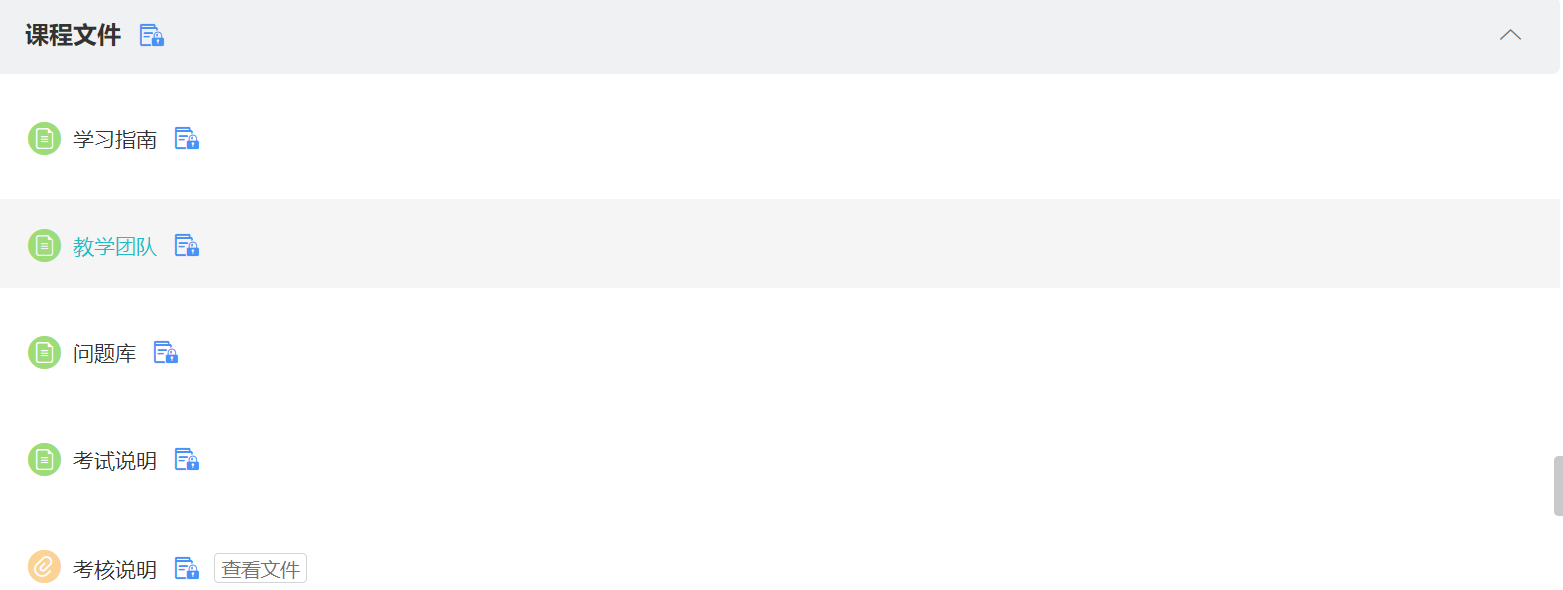 课程文件
学习指南
教学团队
问题库
考试说明
考核说明 查看文件